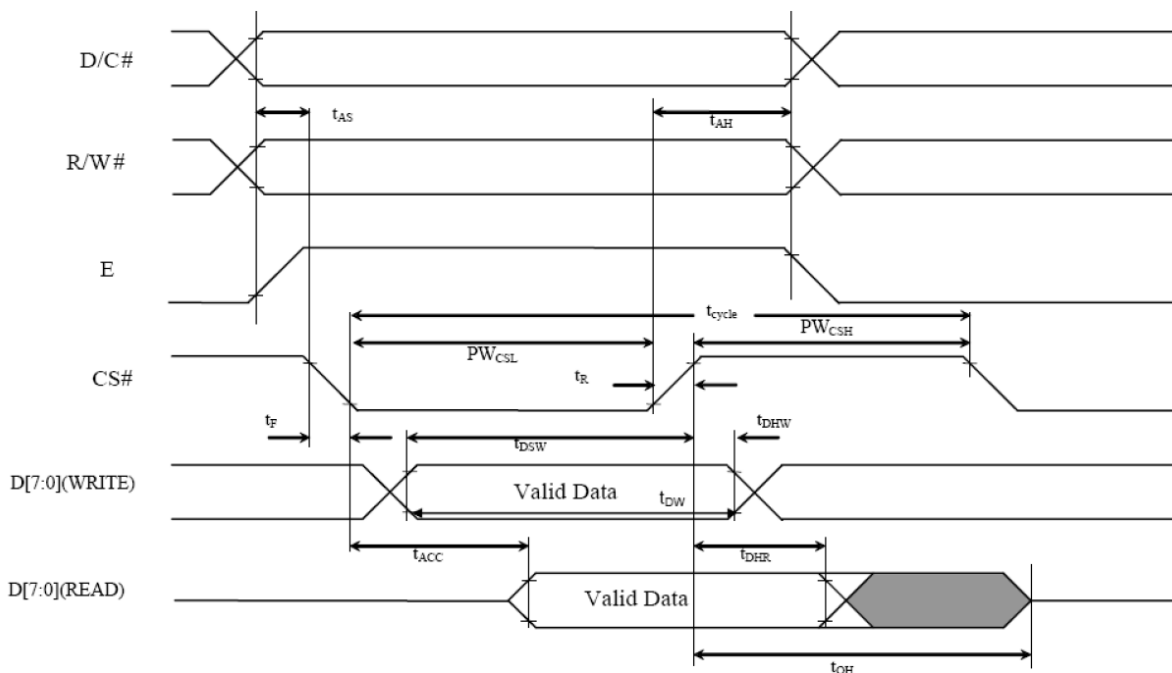 D/C#
tAS
tAH
R/W#
E
tcycle
PWCSL
PWCSH
CS#
tR
tF
tDSW
tDHW
D[7:0](WRITE)
Valid Data
tDW
tACC
tDHR
D[7:0](READ)
Valid Data
tOH